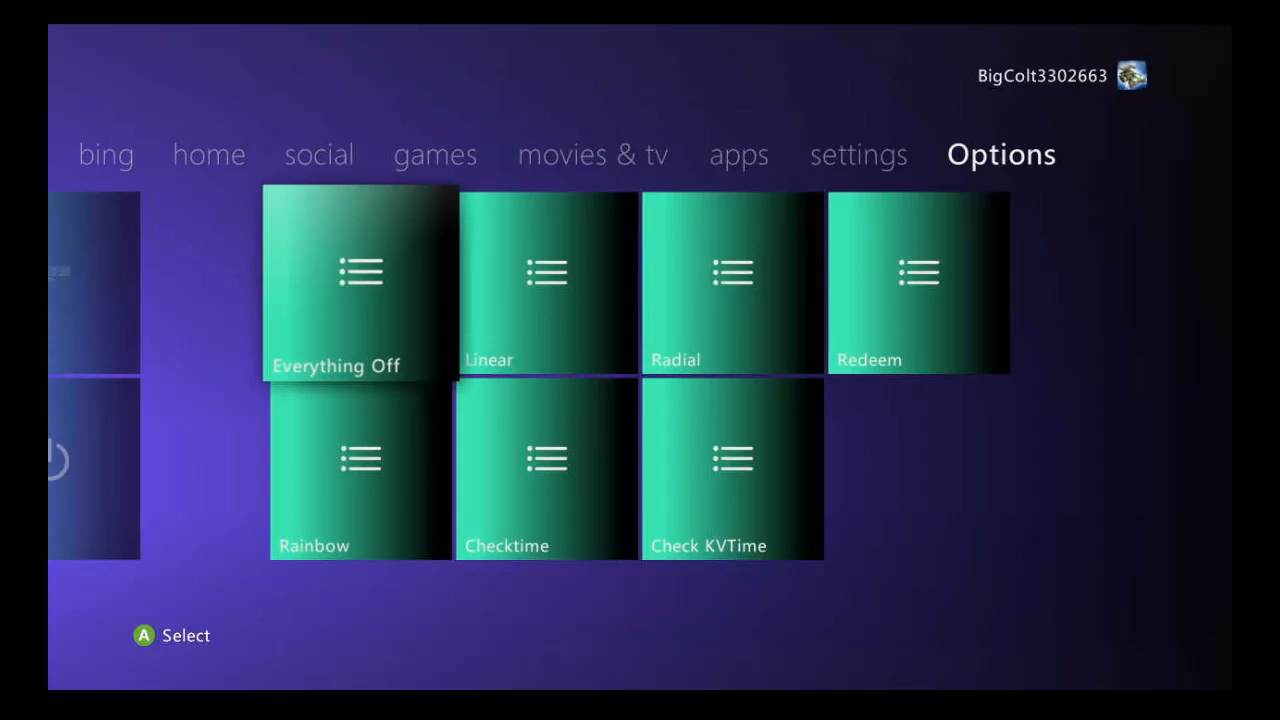 BigColt3302663
bing home social games movies & tv apps settings Options
Everything Off Linear Radial Redeem
Rainbow Checktime Check KVTime
A Select